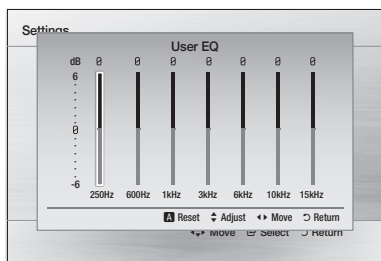 Settings
User EQ
dB 0 0 0 0 0 0 0
6
0
-6
250Hz 600Hz 1kHz 3kHz 6kHz 10kHz 15kHz
A Reset Adjust Move Return
Move Select Return